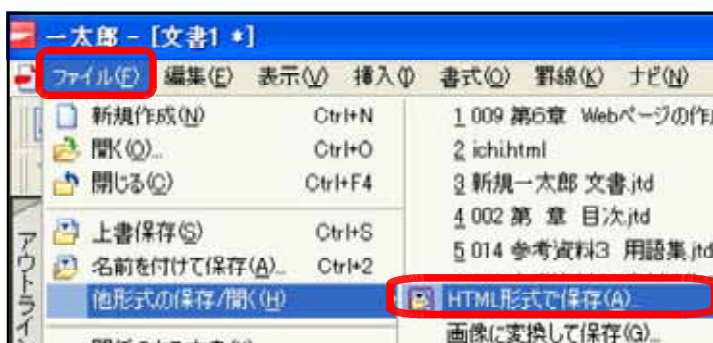 一太郎 - [文書1 *]
ファイル(F) 編集(E) 表示(V) 挿入(I) 書式(O) 罫線(K) ナビ(N)
新規作成(N) Ctrl+N
開く(O)... Ctrl+O
閉じる(C) Ctrl+F4
上書保存(S) Ctrl+S
名前を付けて保存(A)... Ctrl+2
他形式の保存/開く(H)
1 009 第6章 Webページの作成
2 ichi.html
3 新規一太郎 文書.jtd
4 002 第 章 目次.jtd
5 014 参考資料3 用語集.jtd
HTML形式で保存(A)...
画像に変換して保存(G)...
アウトライン